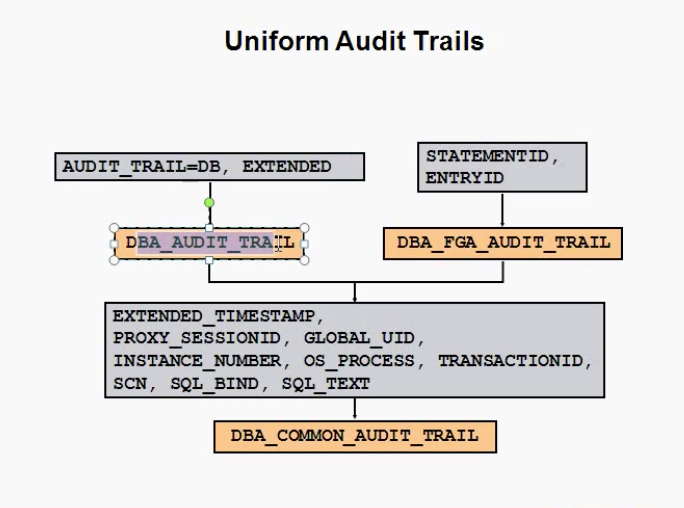 Uniform Audit Trails
AUDIT_TRAIL=DB, EXTENDED
STATEMENTID,
ENTRYID
DBA_AUDIT_TRAIL
DBA_FGA_AUDIT_TRAIL
EXTENDED_TIMESTAMP,
PROXY_SESSIONID, GLOBAL_UID,
INSTANCE_NUMBER, OS_PROCESS, TRANSACTIONID,
SCN, SQL_BIND, SQL_TEXT
DBA_COMMON_AUDIT_TRAIL